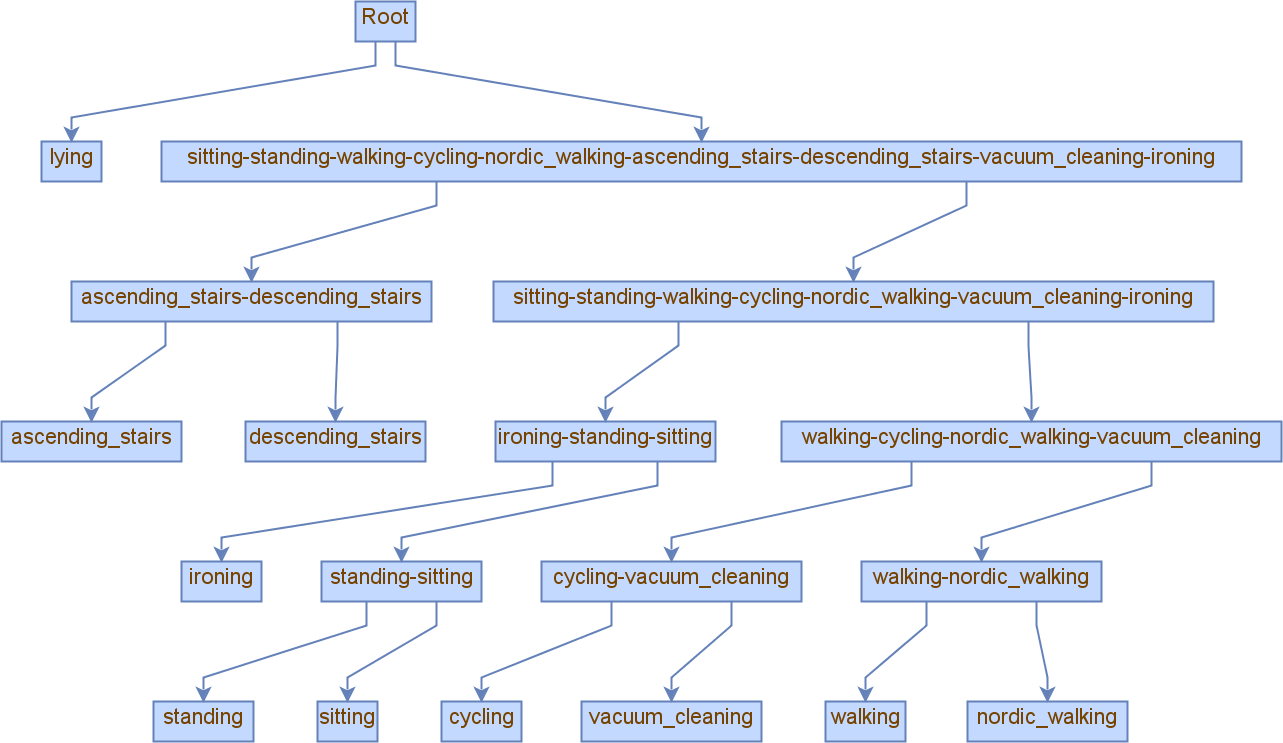 Root
lying
sitting-standing-walking-cycling-nordic_walking-ascending_stairs-descending_stairs-vacuum_cleaning-ironing
ascending_stairs-descending_stairs
sitting-standing-walking-cycling-nordic_walking-vacuum_cleaning-ironing
ascending_stairs
descending_stairs
ironing-standing-sitting
walking-cycling-nordic_walking-vacuum_cleaning
ironing
standing-sitting
cycling-vacuum_cleaning
walking-nordic_walking
standing
sitting
cycling
vacuum_cleaning
walking
nordic_walking